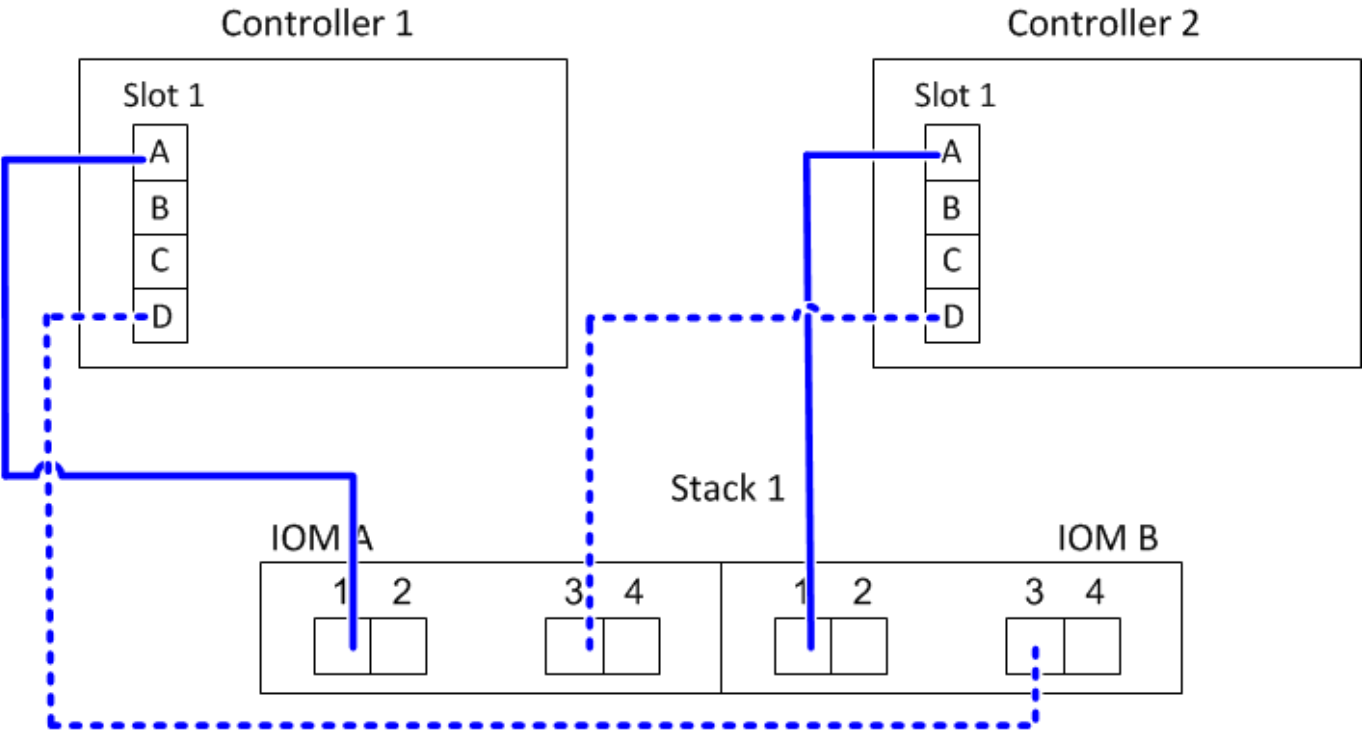 Controller 1
Controller 2
Slot 1
A
B
C
D
Slot 1
A
B
C
D
Stack 1
IOM A
IOM B
1 2 3 4 1 2 3 4